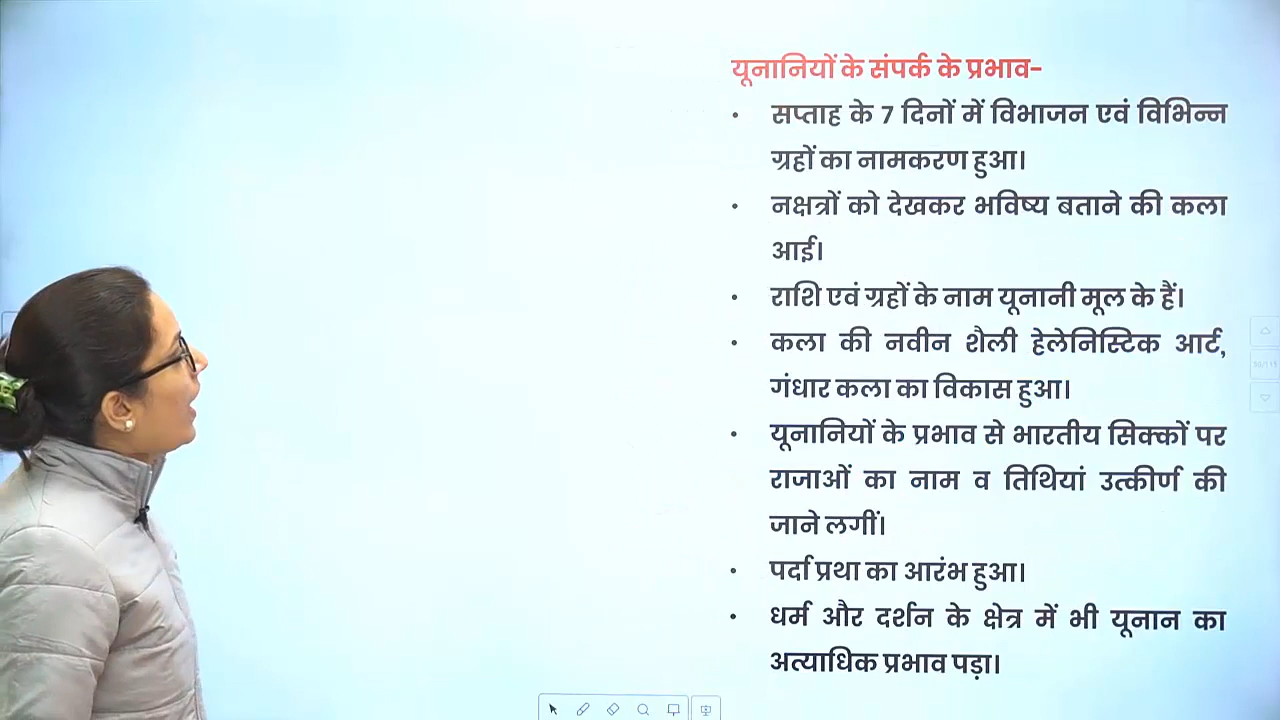 यूनानियों के संपर्क के प्रभाव-
• सप्ताह के 7 दिनों में विभाजन एवं विभिन्न
ग्रहों का नामकरण हुआ।
• नक्षत्रों को देखकर भविष्य बताने की कला
आई।
• राशि एवं ग्रहों के नाम यूनानी मूल के हैं।
• कला की नवीन शैली हेलेनिस्टिक आर्ट,
गंधार कला का विकास हुआ।
• यूनानियों के प्रभाव से भारतीय सिक्कों पर
राजाओं का नाम व तिथियां उत्कीर्ण की
जाने लगीं।
• पर्दा प्रथा का आरंभ हुआ।
• धर्म और दर्शन के क्षेत्र में भी यूनान का
अत्याधिक प्रभाव पड़ा।